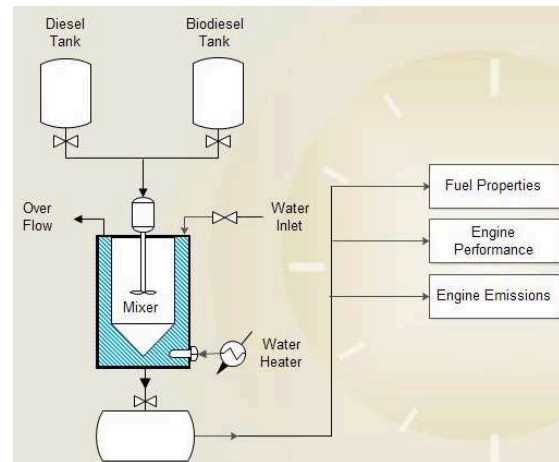 Diesel
Tank
Biodiesel
Tank
Over
Flow
Water
Inlet
Mixer
Water
Heater
Fuel Properties
Engine
Performance
Engine Emissions